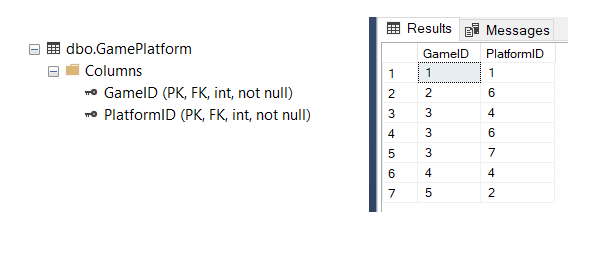 dbo.GamePlatform
Columns
GameID (PK, FK, int, not null)
PlatformID (PK, FK, int, not null)
Results Messages
GameID PlatformID
1 1 1
2 2 6
3 3 4
4 3 6
5 3 7
6 4 4
7 5 2